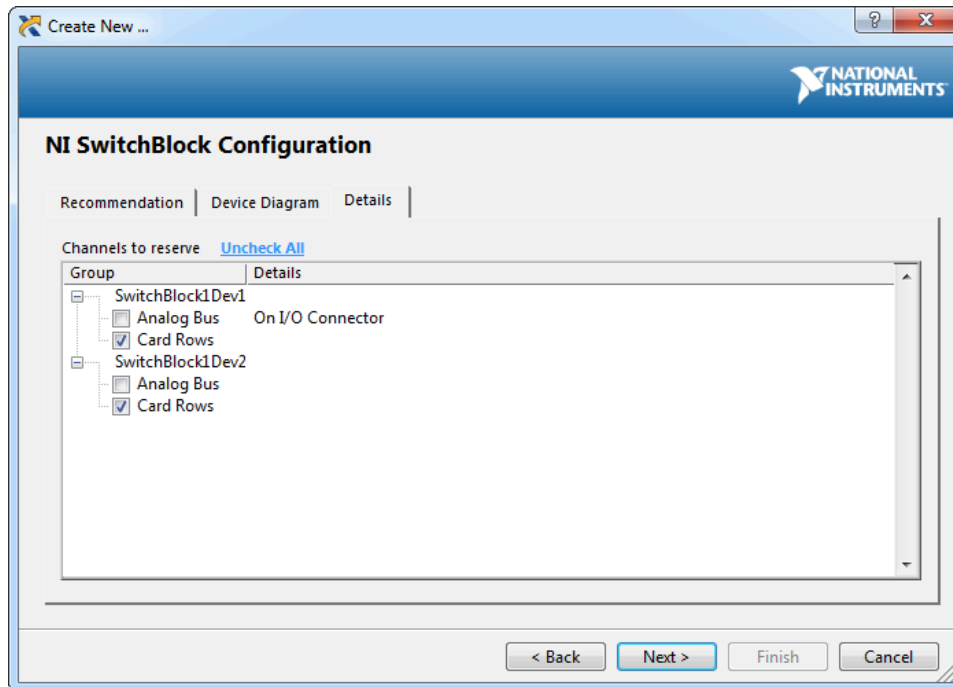 Create New ...
?
NATIONAL
INSTRUMENTS
NI SwitchBlock Configuration
Recommendation Device Diagram Details
Channels to reserve Uncheck All
Group Details
SwitchBlock1Dev1
Analog Bus On I/O Connector
Card Rows
SwitchBlock1Dev2
Analog Bus
Card Rows
< Back Next > Finish Cancel